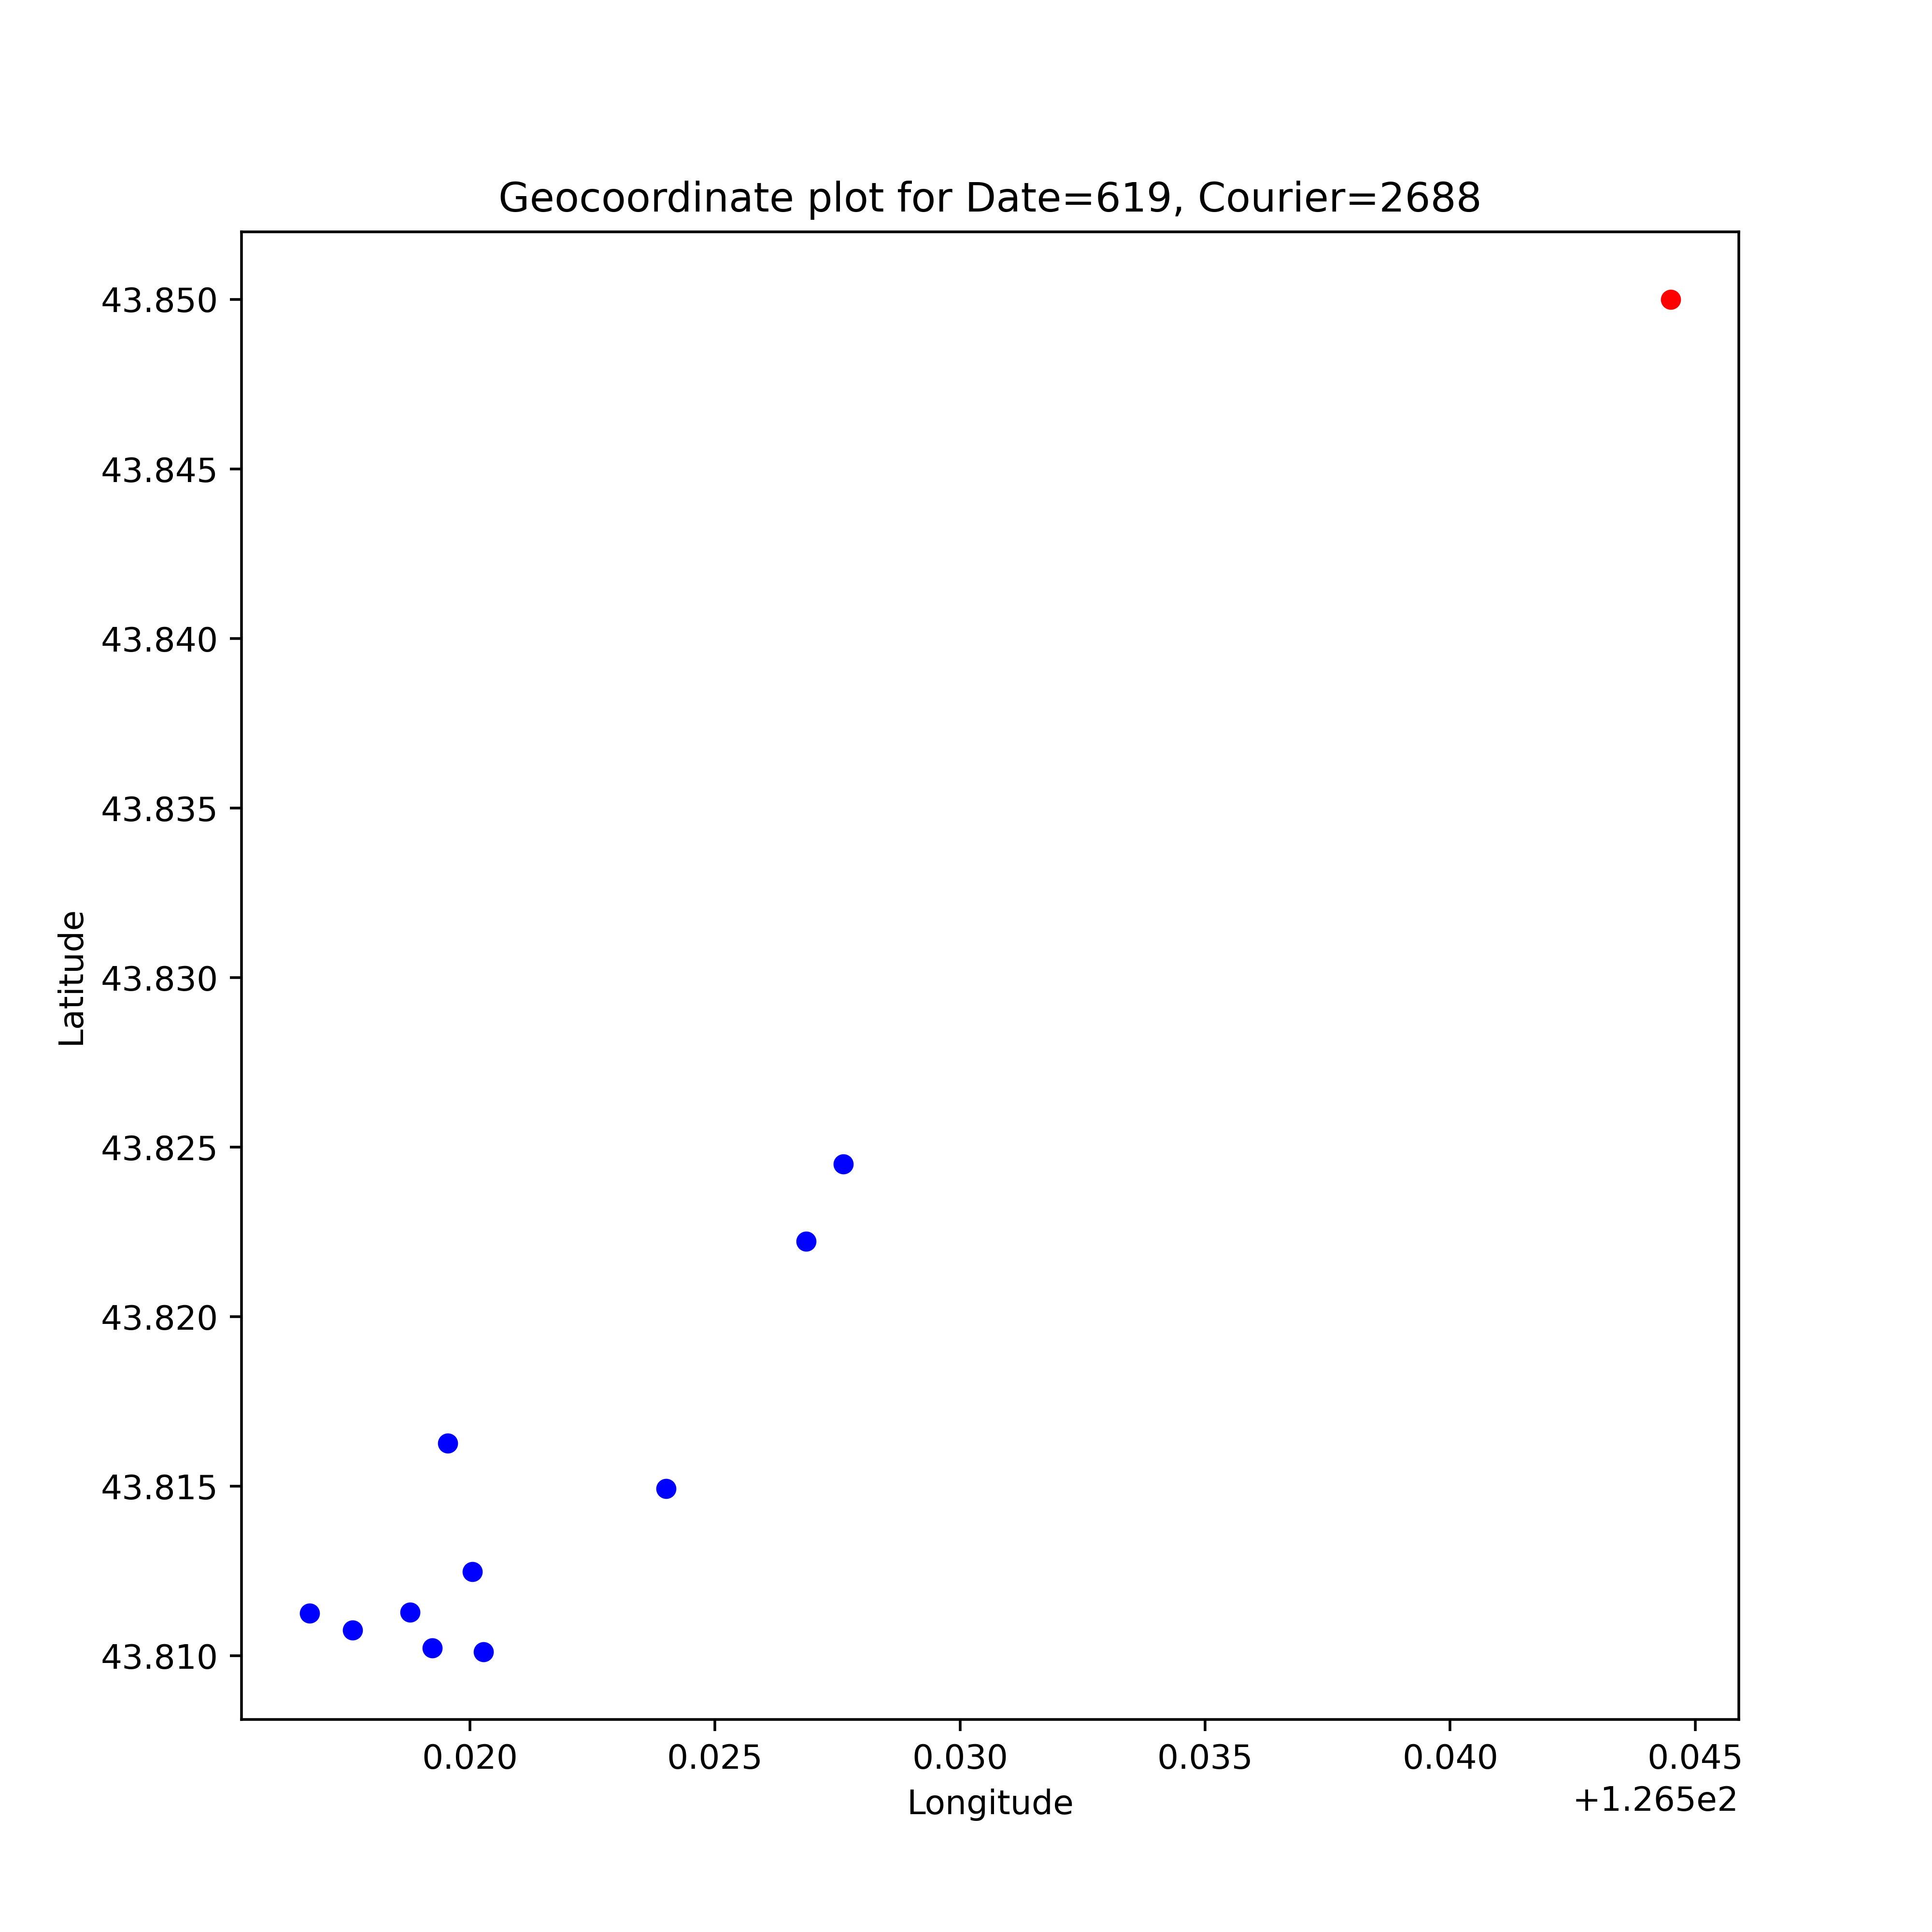 Geocoordinate plot for Date=619, Courier=2688
43.850
43.845
43.840
43.835
43.830
43.825
43.820
43.815
43.810
Latitude
0.020 0.025 0.030 0.035 0.040 0.045
+1.265e2
Longitude